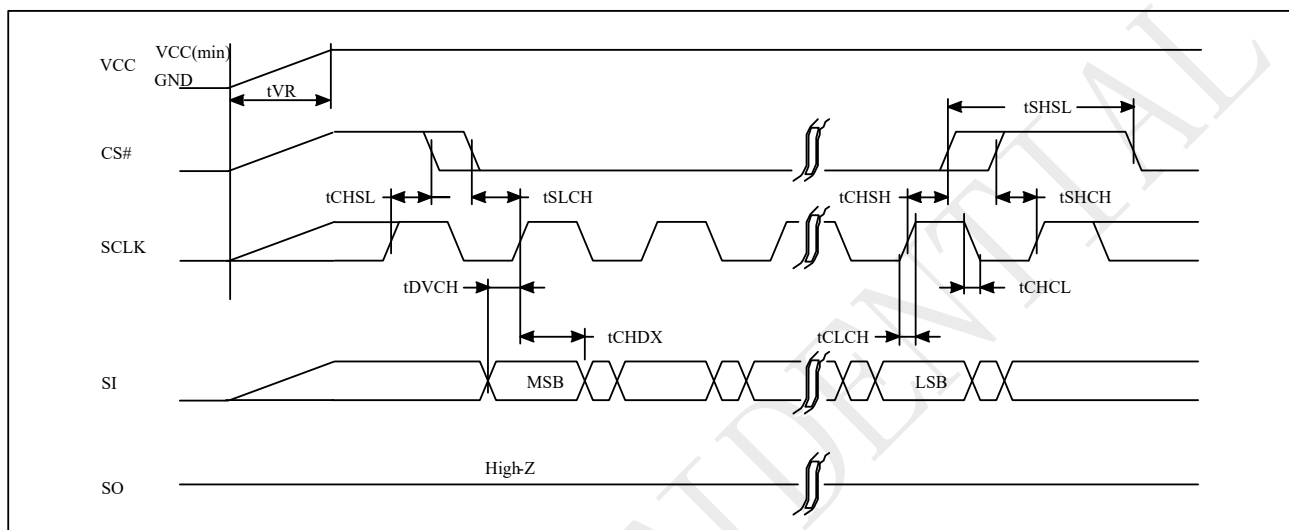 VCC(min)
VCC
GND
tVR
tSHSL
CS#
tCHSL
tSLCH
tCHSH
tSHCH
SCLK
tDVCH
tCHCL
tCHDX
tCLCH
SI
MSB
LSB
High-Z
SO